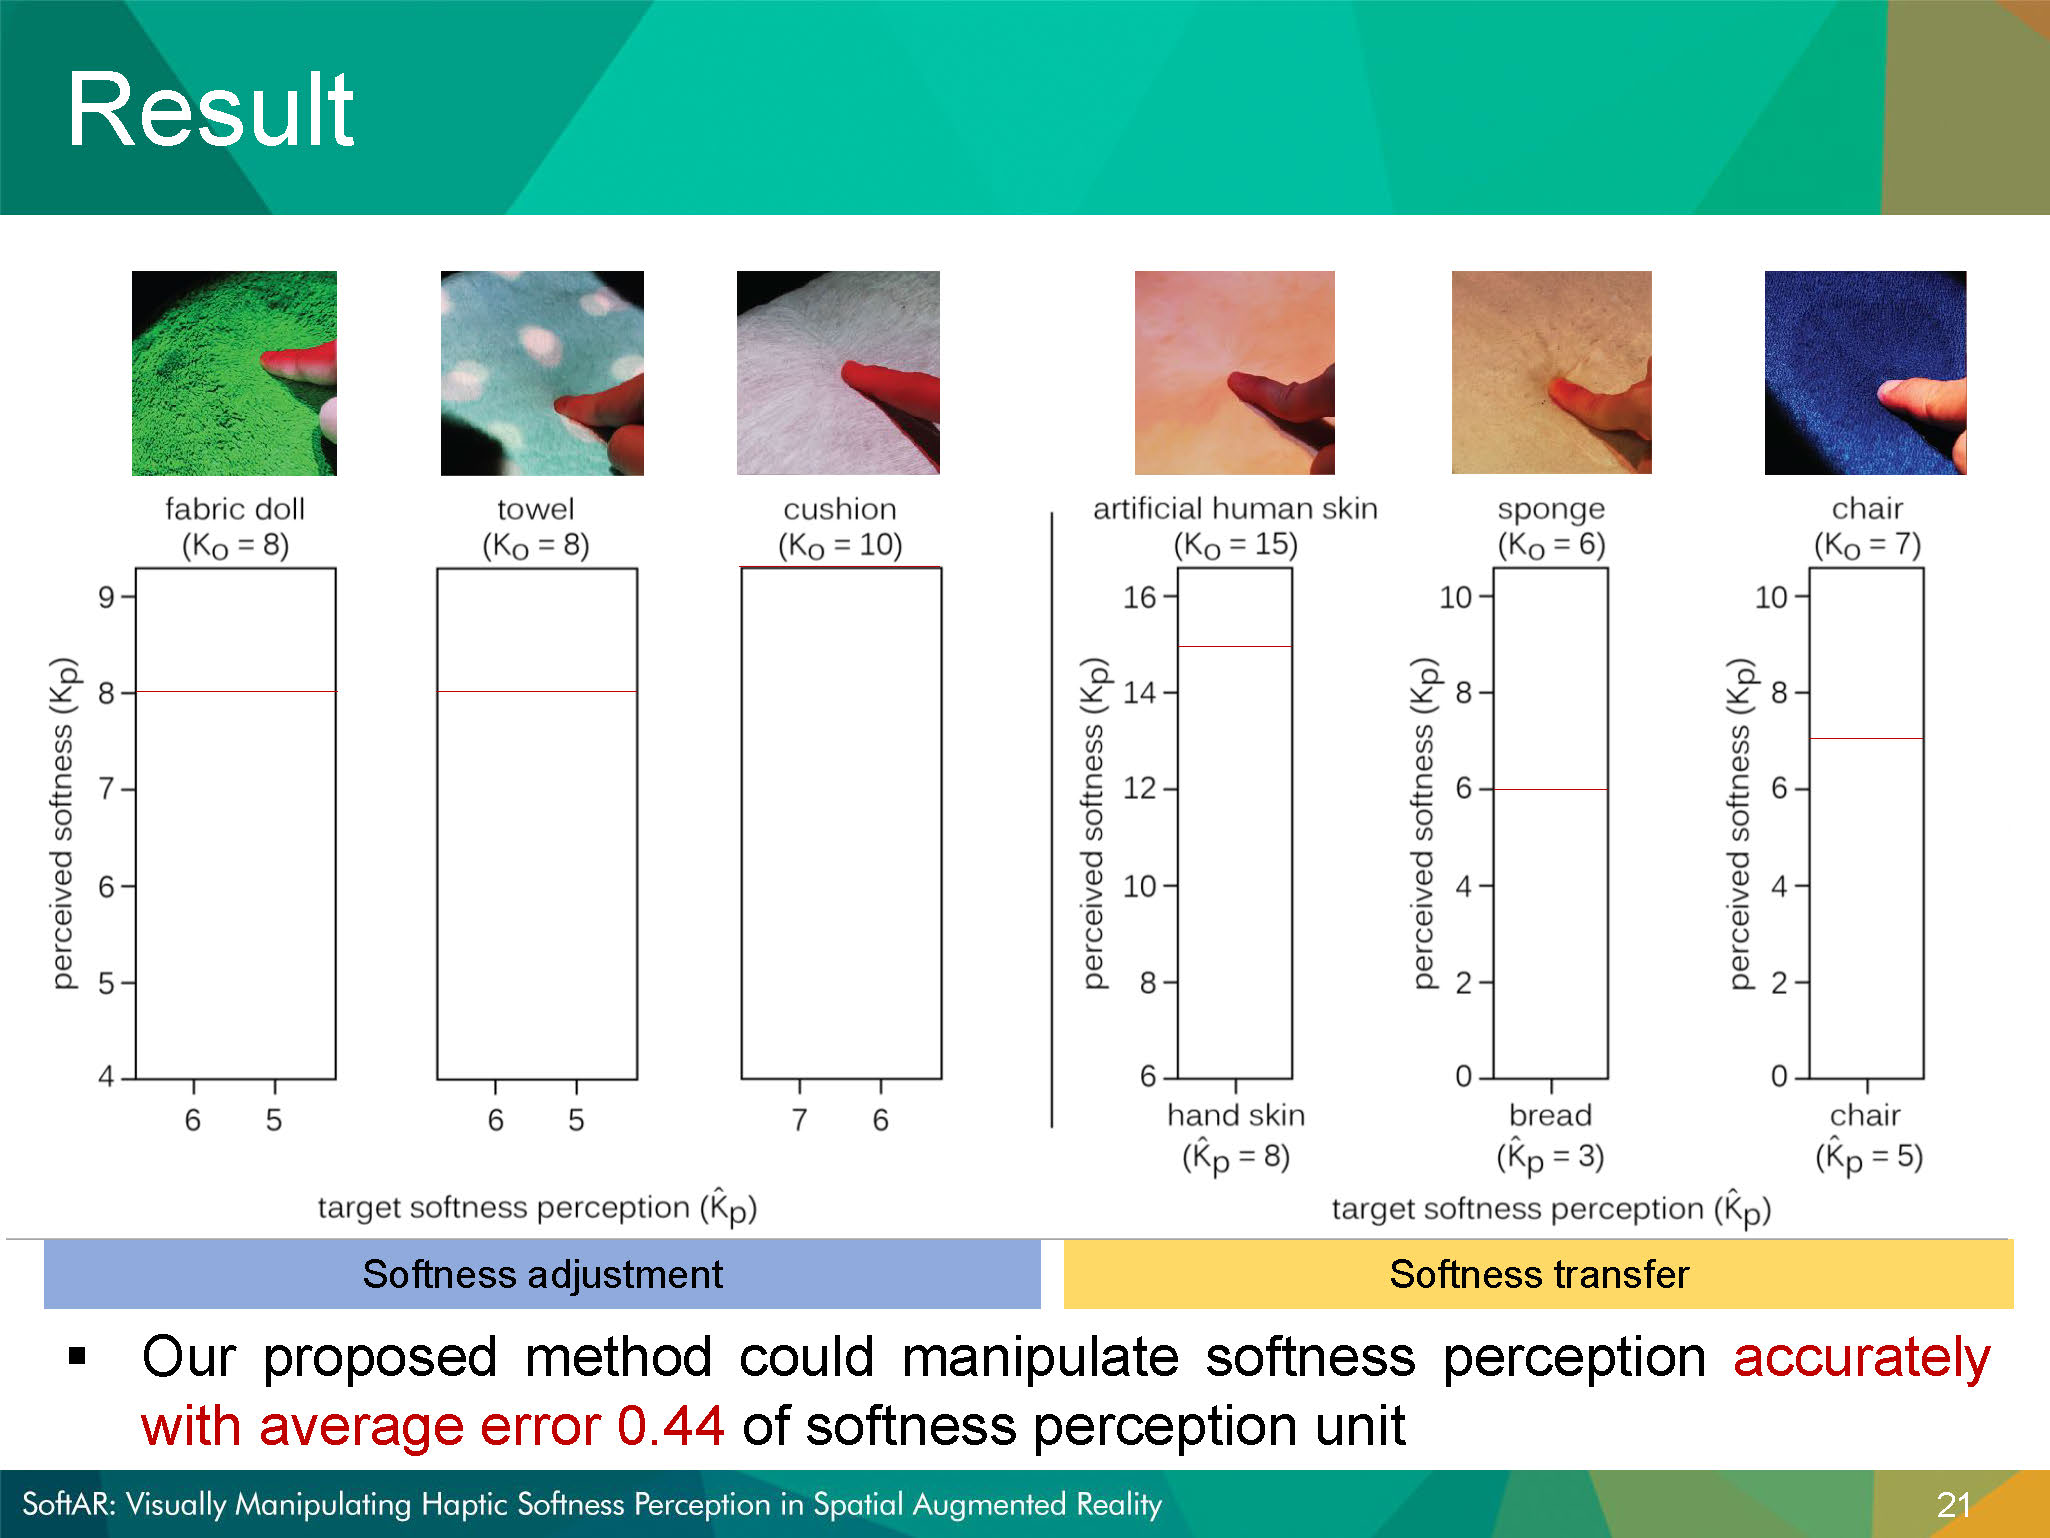 Result
fabric doll
(Ko = 8)
towel
(Ko = 8)
cushion
(Ko = 10)
artificial human skin
(Ko = 15)
sponge
(Ko = 6)
chair
(Ko = 7)
perceived softness (Kp)
9
8
7
6
5
4
6 5
6 5
7 6
target softness perception (K̂p)
perceived softness (Kp)
16
14
12
10
8
6
hand skin
(K̂p = 8)
perceived softness (Kp)
10
8
6
4
2
0
bread
(K̂p = 3)
perceived softness (Kp)
10
8
6
4
2
0
chair
(K̂p = 5)
target softness perception (K̂p)
Softness adjustment
Softness transfer
▪ Our proposed method could manipulate softness perception accurately
with average error 0.44 of softness perception unit
SoftAR: Visually Manipulating Haptic Softness Perception in Spatial Augmented Reality
21